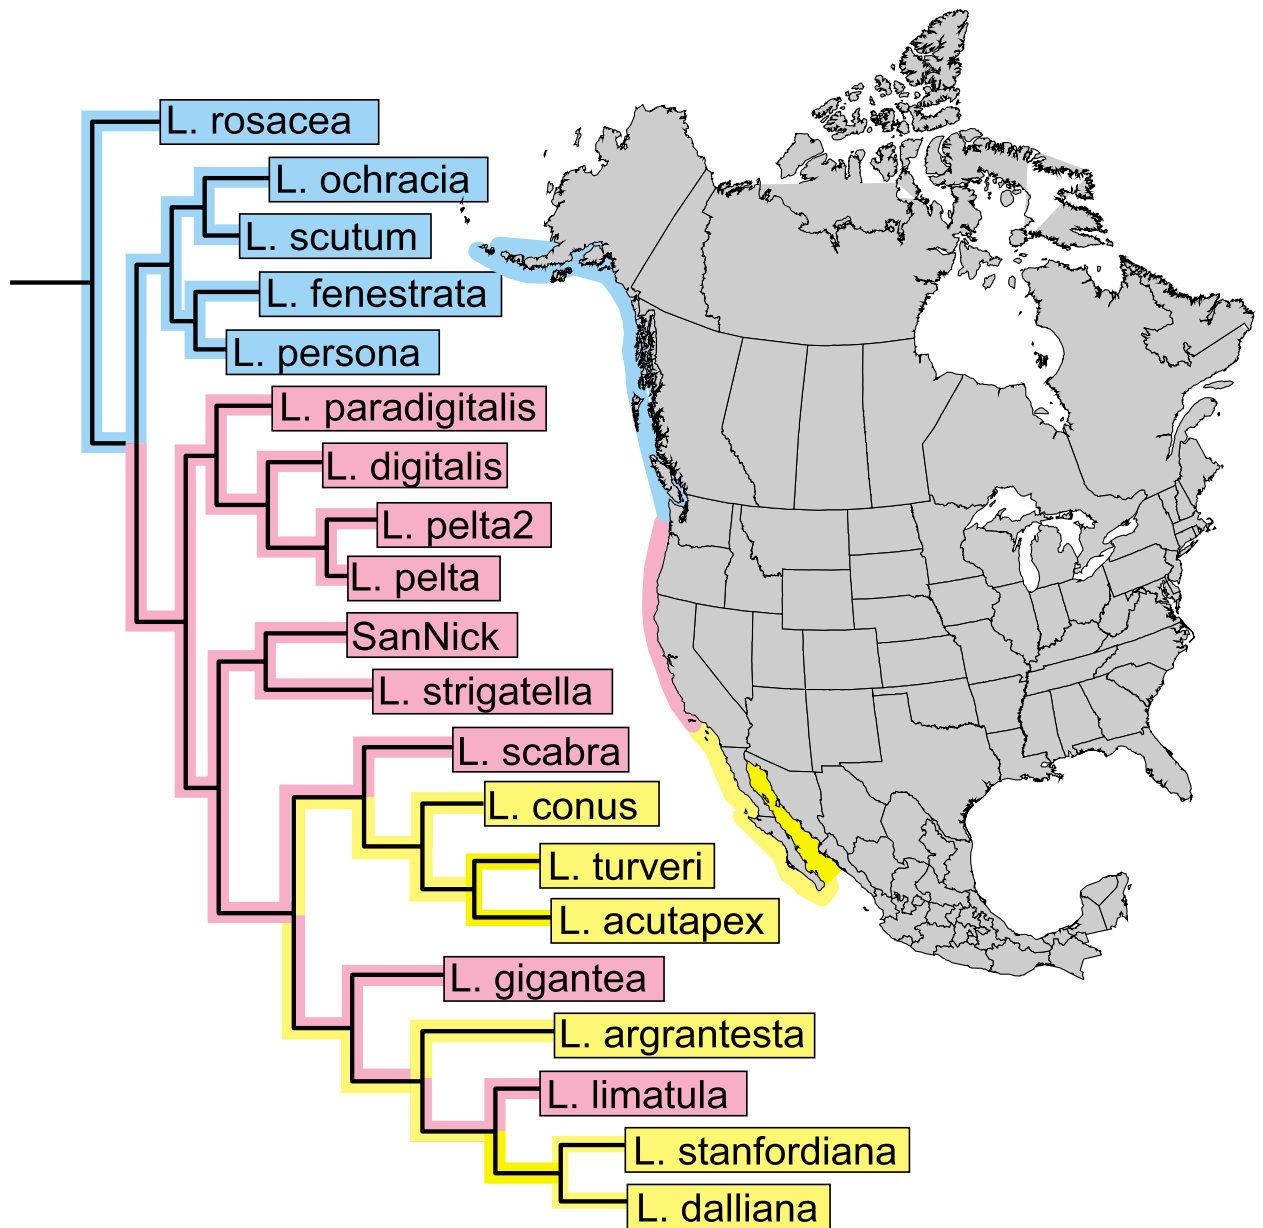 L. rosacea
L. ochracia
L. scutum
L. fenestrata
L. persona
L. paradigitalis
L. digitalis
L. pelta2
L. pelta
SanNick
L. strigatella
L. scabra
L. conus
L. turveri
L. acutapex
L. gigantea
L. argrantesta
L. limatula
L. stanfordiana
L. dalliana